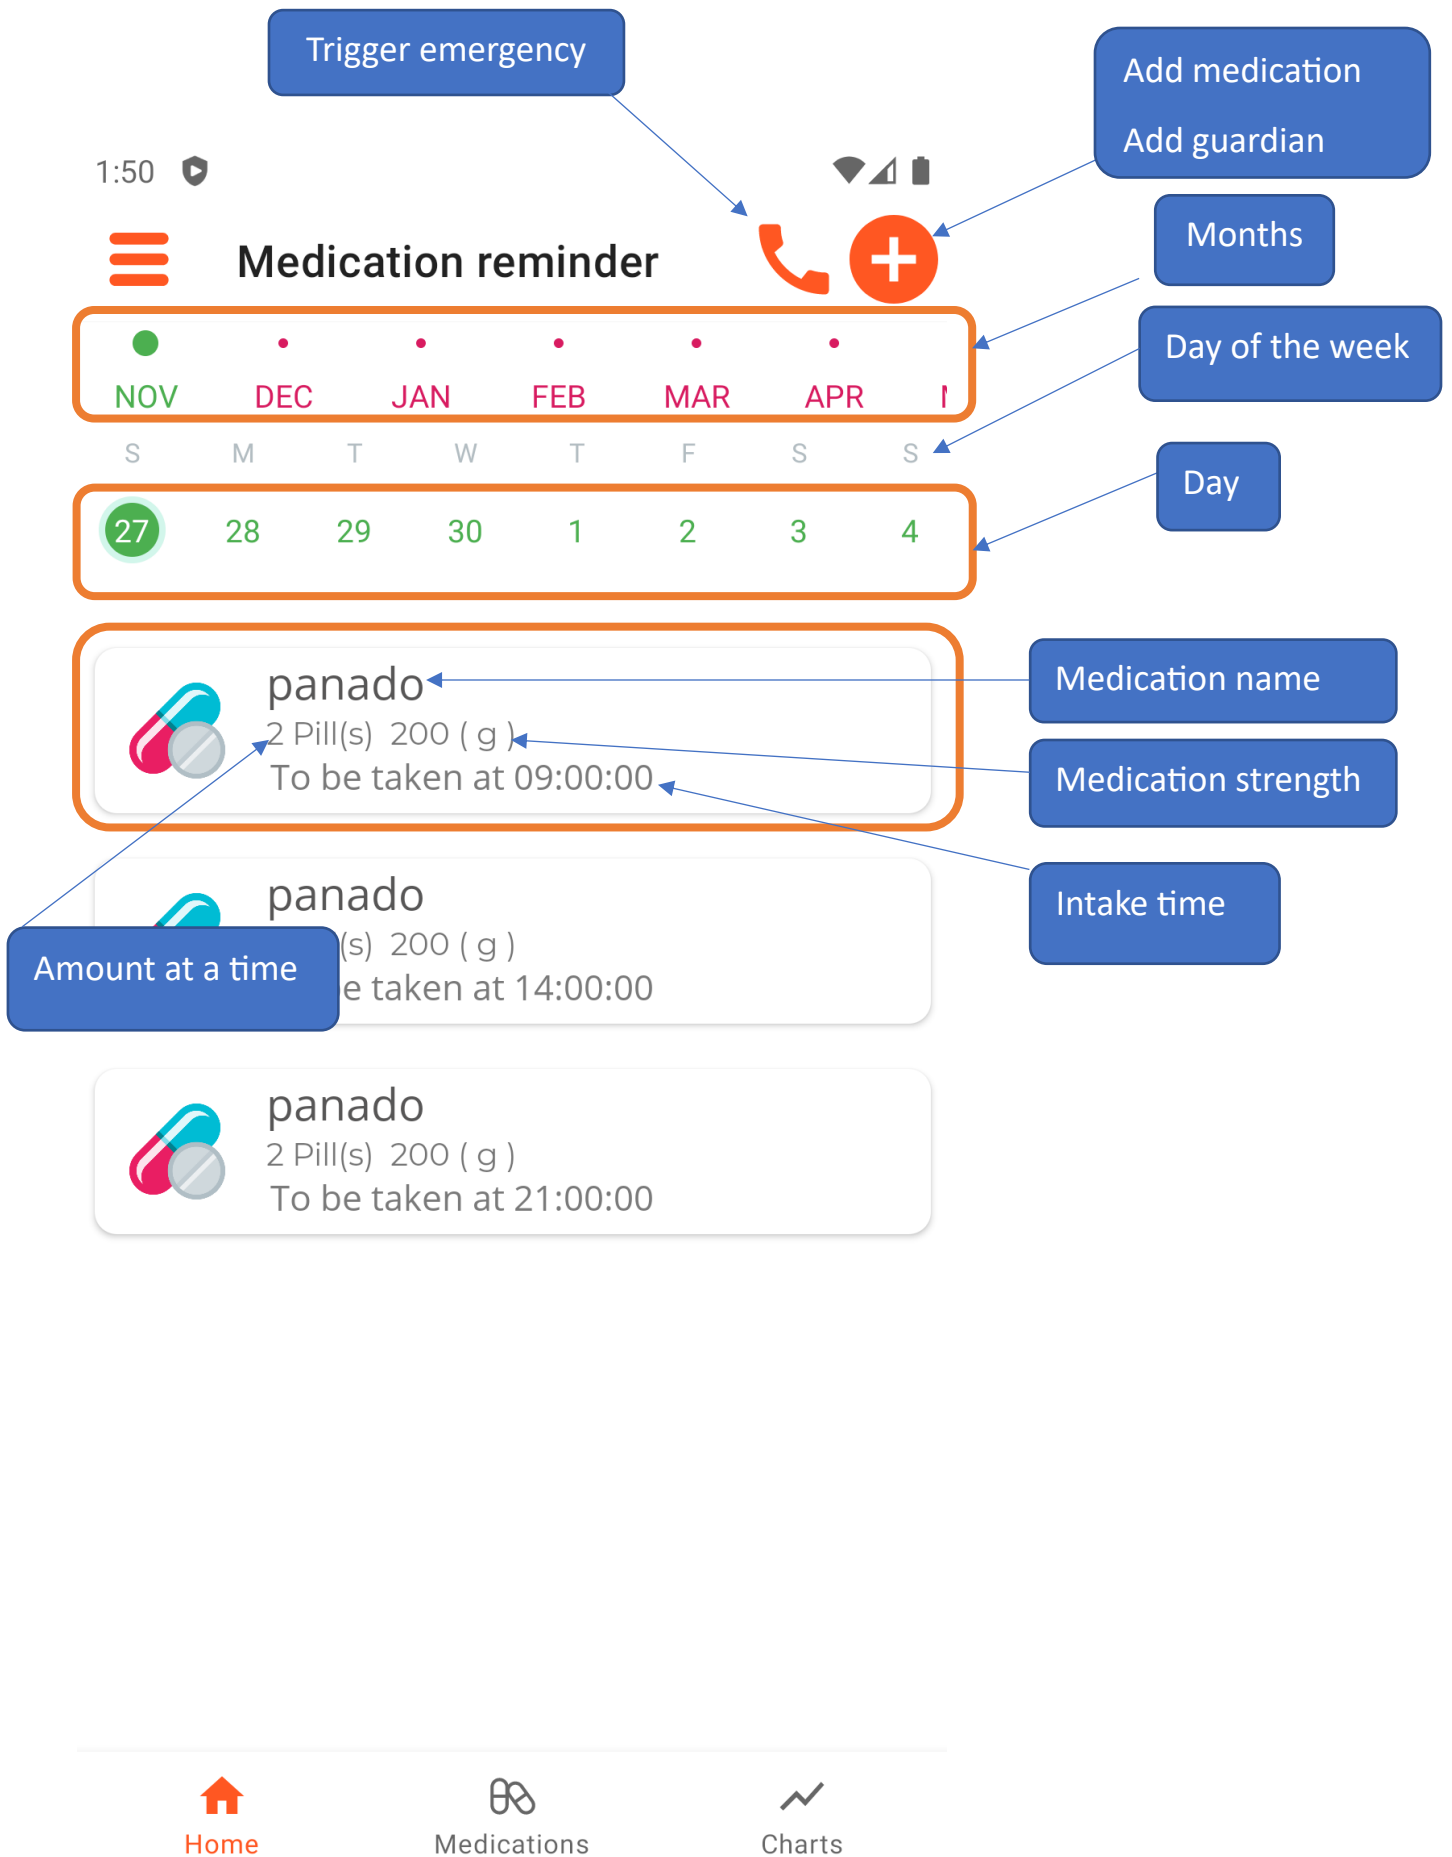 Trigger emergency
Add medication
Add guardian
1:50
Months
Medication reminder
Day of the week
NOV DEC JAN FEB MAR APR
S M T W T F S S
Day
27 28 29 30 1 2 3 4
Medication name
panado
2 Pill(s) 200 ( g )
Medication strength
To be taken at 09:00:00
Intake time
panado
(s) 200 ( g )
Amount at a time
e taken at 14:00:00
panado
2 Pill(s) 200 ( g )
To be taken at 21:00:00
Home Medications Charts